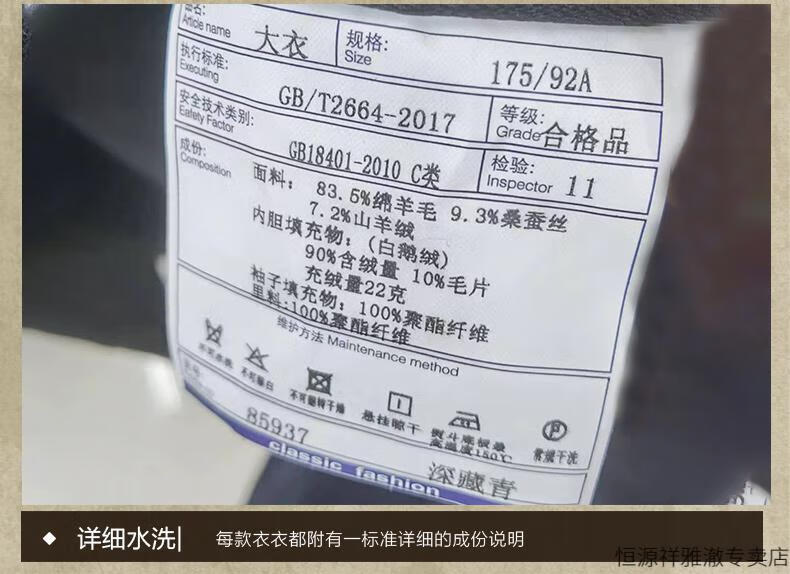 品名: 大衣
Article name
规格: 175/92A
Size
执行标准: GB/T2664-2017
Executing
等级: 合格品
Grade
安全技术类别: GB18401-2010 C类
Eafety Factor
检验: 11
Inspector
成份:
Composition
面料: 83.5%绵羊毛 9.3%桑蚕丝
7.2%山羊绒
内胆填充物: (白鹅绒)
90%含绒量 10%毛片
充绒量22克
袖子填充物: 100%聚酯纤维
里料:100%聚酯纤维
维护方法 Maintenance method
不可水洗
不可漂白
不可翻转干燥
悬挂晾干
熨斗底板最
高温度150℃
常规干洗
85937
深藏青
classic fashion
详细水洗|
每款衣衣都附有一标准详细的成份说明
恒源祥雅澈专卖店